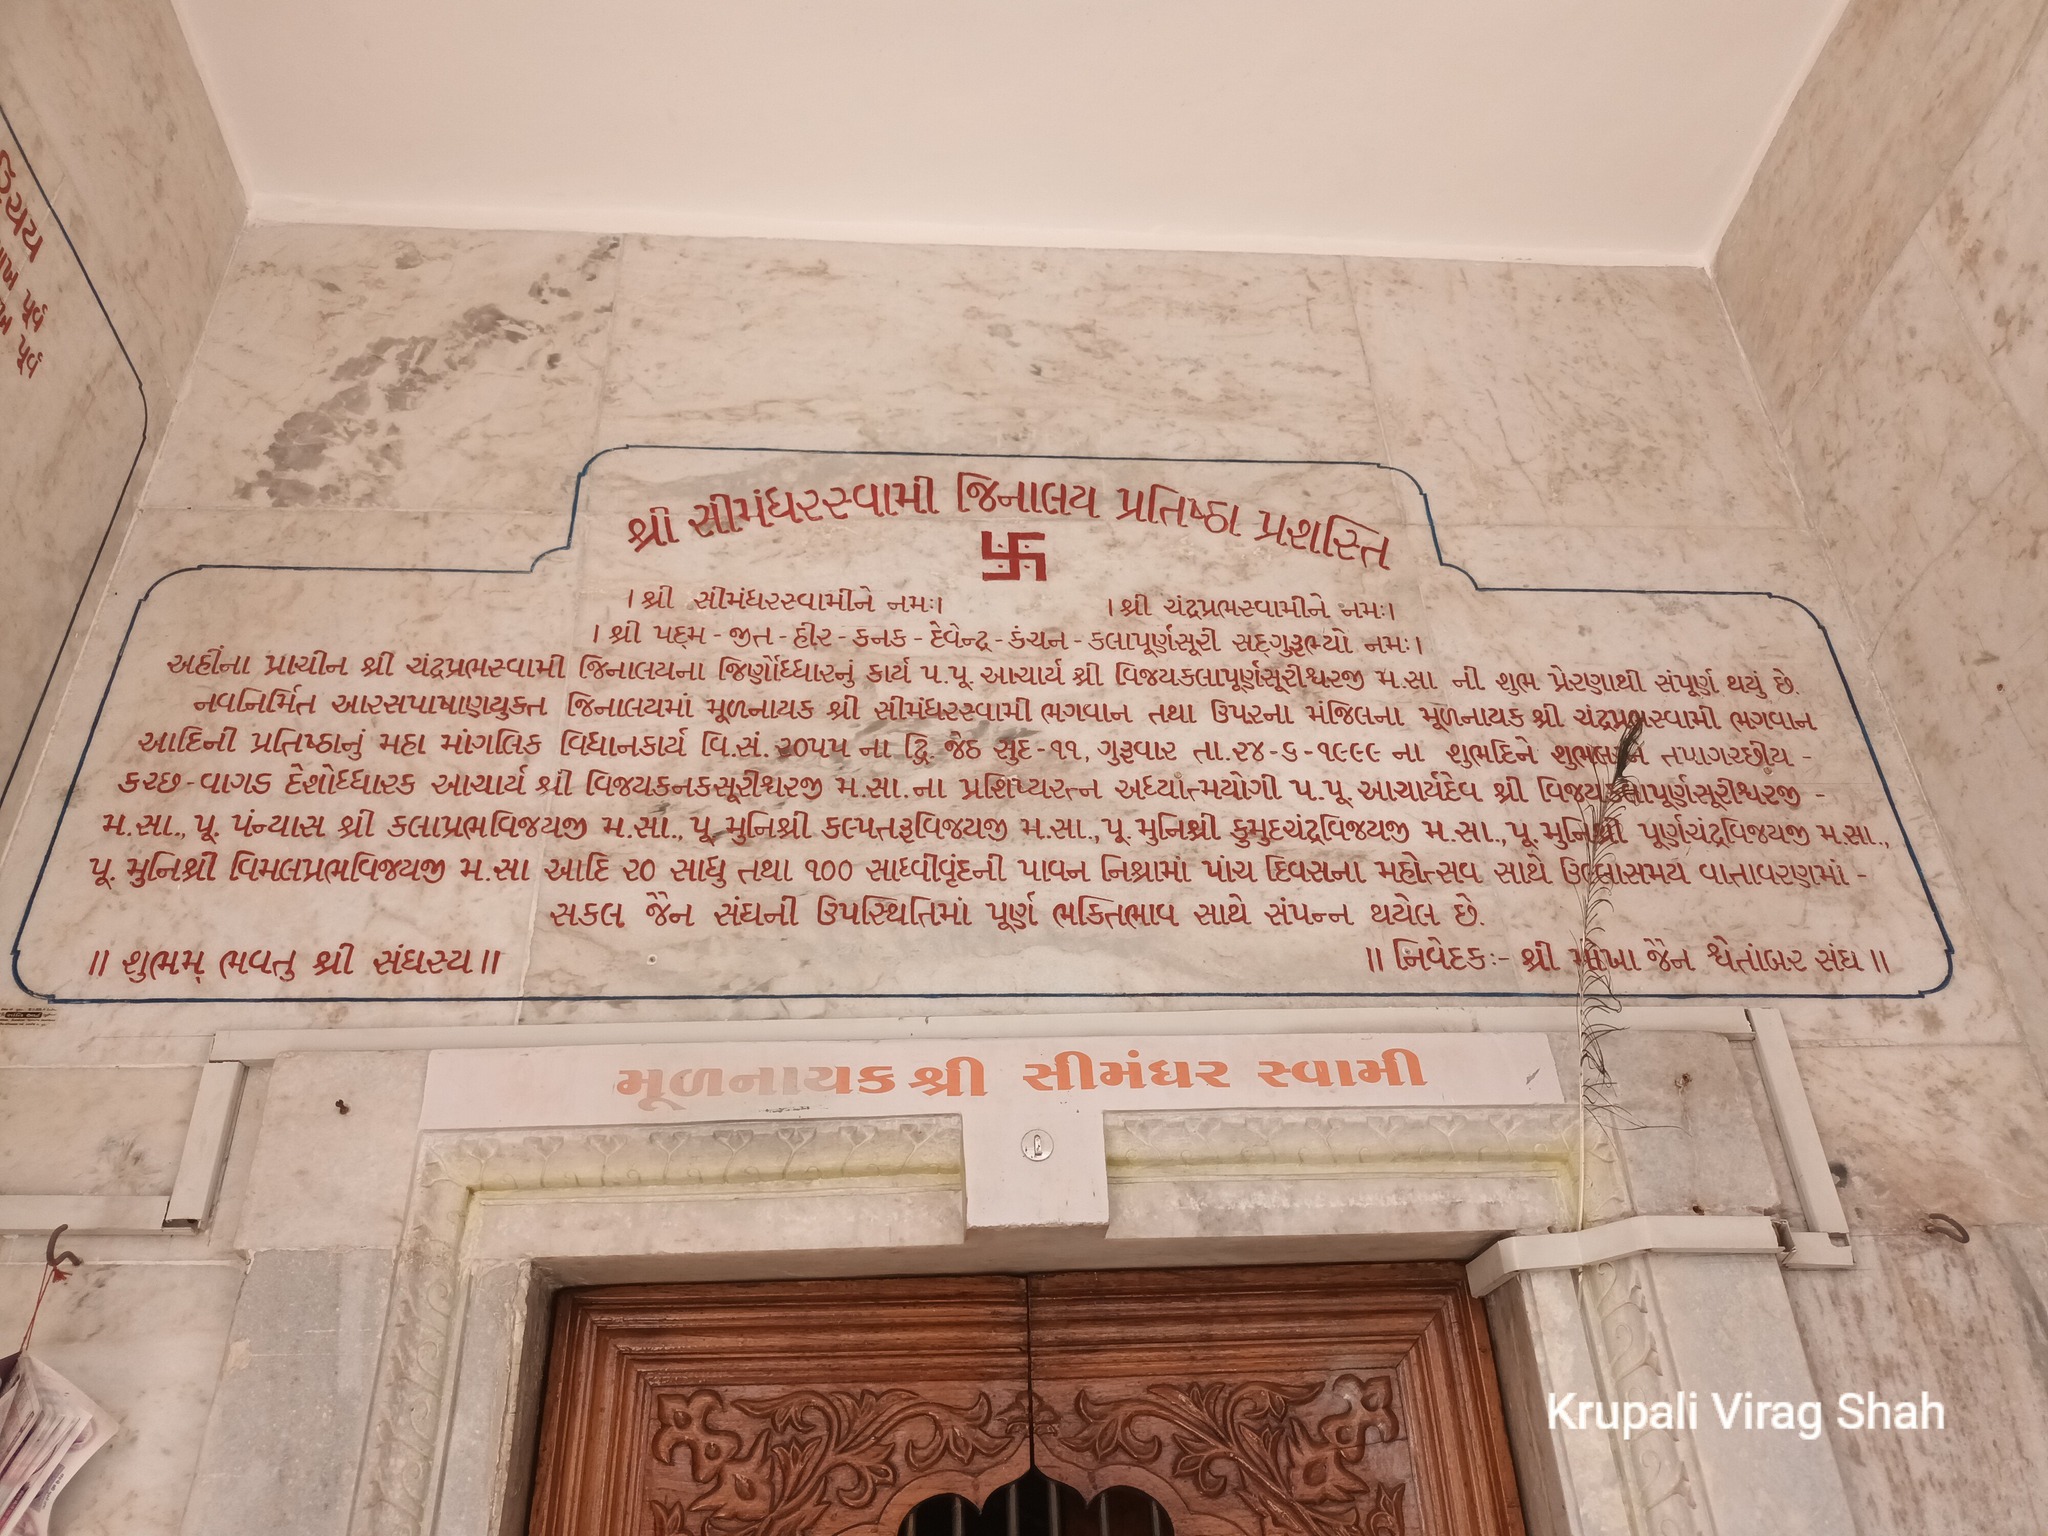 શ્રી સીમંધરસ્વામી જિનાલય પ્રતિષ્ઠા પ્રશસ્તિ
। શ્રી સીમંધરસ્વામીને નમઃ। । શ્રી ચંદ્રપ્રભસ્વામીને નમઃ।
। શ્રી પદ્મ - જીત - હીર - કનક - દેવેન્દ્ર - કંચન - કલાપૂર્ણસૂરી સદ્ગુરૂભ્યો નમઃ।
અહીંના પ્રાચીન શ્રી ચંદ્રપ્રભસ્વામી જિનાલયના જિર્ણોધ્ધારનું કાર્ય પ.પૂ. આચાર્ય શ્રી વિજયકલાપૂર્ણસૂરીશ્વરજી મ.સા ની શુભ પ્રેરણાથી સંપૂર્ણ થયું છે.
નવનિર્મિત આરસપાષાણયુક્ત જિનાલયમાં મૂળનાયક શ્રી સીમંધરસ્વામી ભગવાન તથા ઉપરના મંજિલના મૂળનાયક શ્રી ચંદ્રપ્રભસ્વામી ભગવાન
આદિની પ્રતિષ્ઠાનું મહા માંગલિક વિધાનકાર્ય વિ.સં. ૨૦૫૫ ના દ્વિ. જેઠ સુદ-૧૧, ગુરૂવાર તા.૨૪-૬-૧૯૯૯ ના શુભદિને શુભલગ્ને તપાગચ્છીય -
કચ્છ-વાગડ દેશોધ્ધારક આચાર્ય શ્રી વિજયકનકસૂરીશ્વરજી મ.સા.ના પ્રશિષ્યરત્ન અધ્યાત્મયોગી પ.પૂ. આચાર્યદેવ શ્રી વિજયકલાપૂર્ણસૂરીશ્વરજી -
મ.સા., પૂ. પંન્યાસ શ્રી કલાપ્રભવિજયજી મ.સા., પૂ. મુનિશ્રી કલ્પતરૂવિજયજી મ.સા., પૂ. મુનિશ્રી કુમુદચંદ્રવિજયજી મ.સા., પૂ. મુનિશ્રી પૂર્ણચંદ્રવિજયજી મ.સા.,
પૂ. મુનિશ્રી વિમલપ્રભવિજયજી મ.સા આદિ ૨૦ સાધુ તથા ૧૦૦ સાધ્વીવૃંદની પાવન નિશ્રામાં પાંચ દિવસના મહોત્સવ સાથે ઉલ્લાસમય વાતાવરણમાં -
સકલ જૈન સંઘની ઉપસ્થિતિમાં પૂર્ણ ભક્તિભાવ સાથે સંપન્ન થયેલ છે.
॥ શુભમ્ ભવતુ શ્રી સંઘસ્ય ॥ ॥ નિવેદક:- શ્રી મોખા જૈન શ્વેતાંબર સંઘ ॥
મૂળનાયક શ્રી સીમંધર સ્વામી
પૂર્વ
પૂર્વ
Krupali Virag Shah